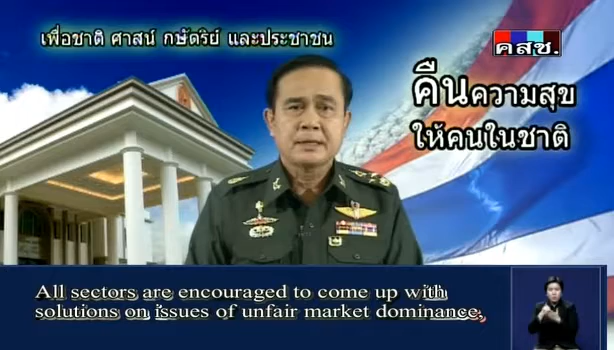 เพื่อชาติ ศาสน์ กษัตริย์ และประชาชน
คสช.
คืนความสุข
ให้คนในชาติ
All sectors are encouraged to come up with
solutions on issues of unfair market dominance,